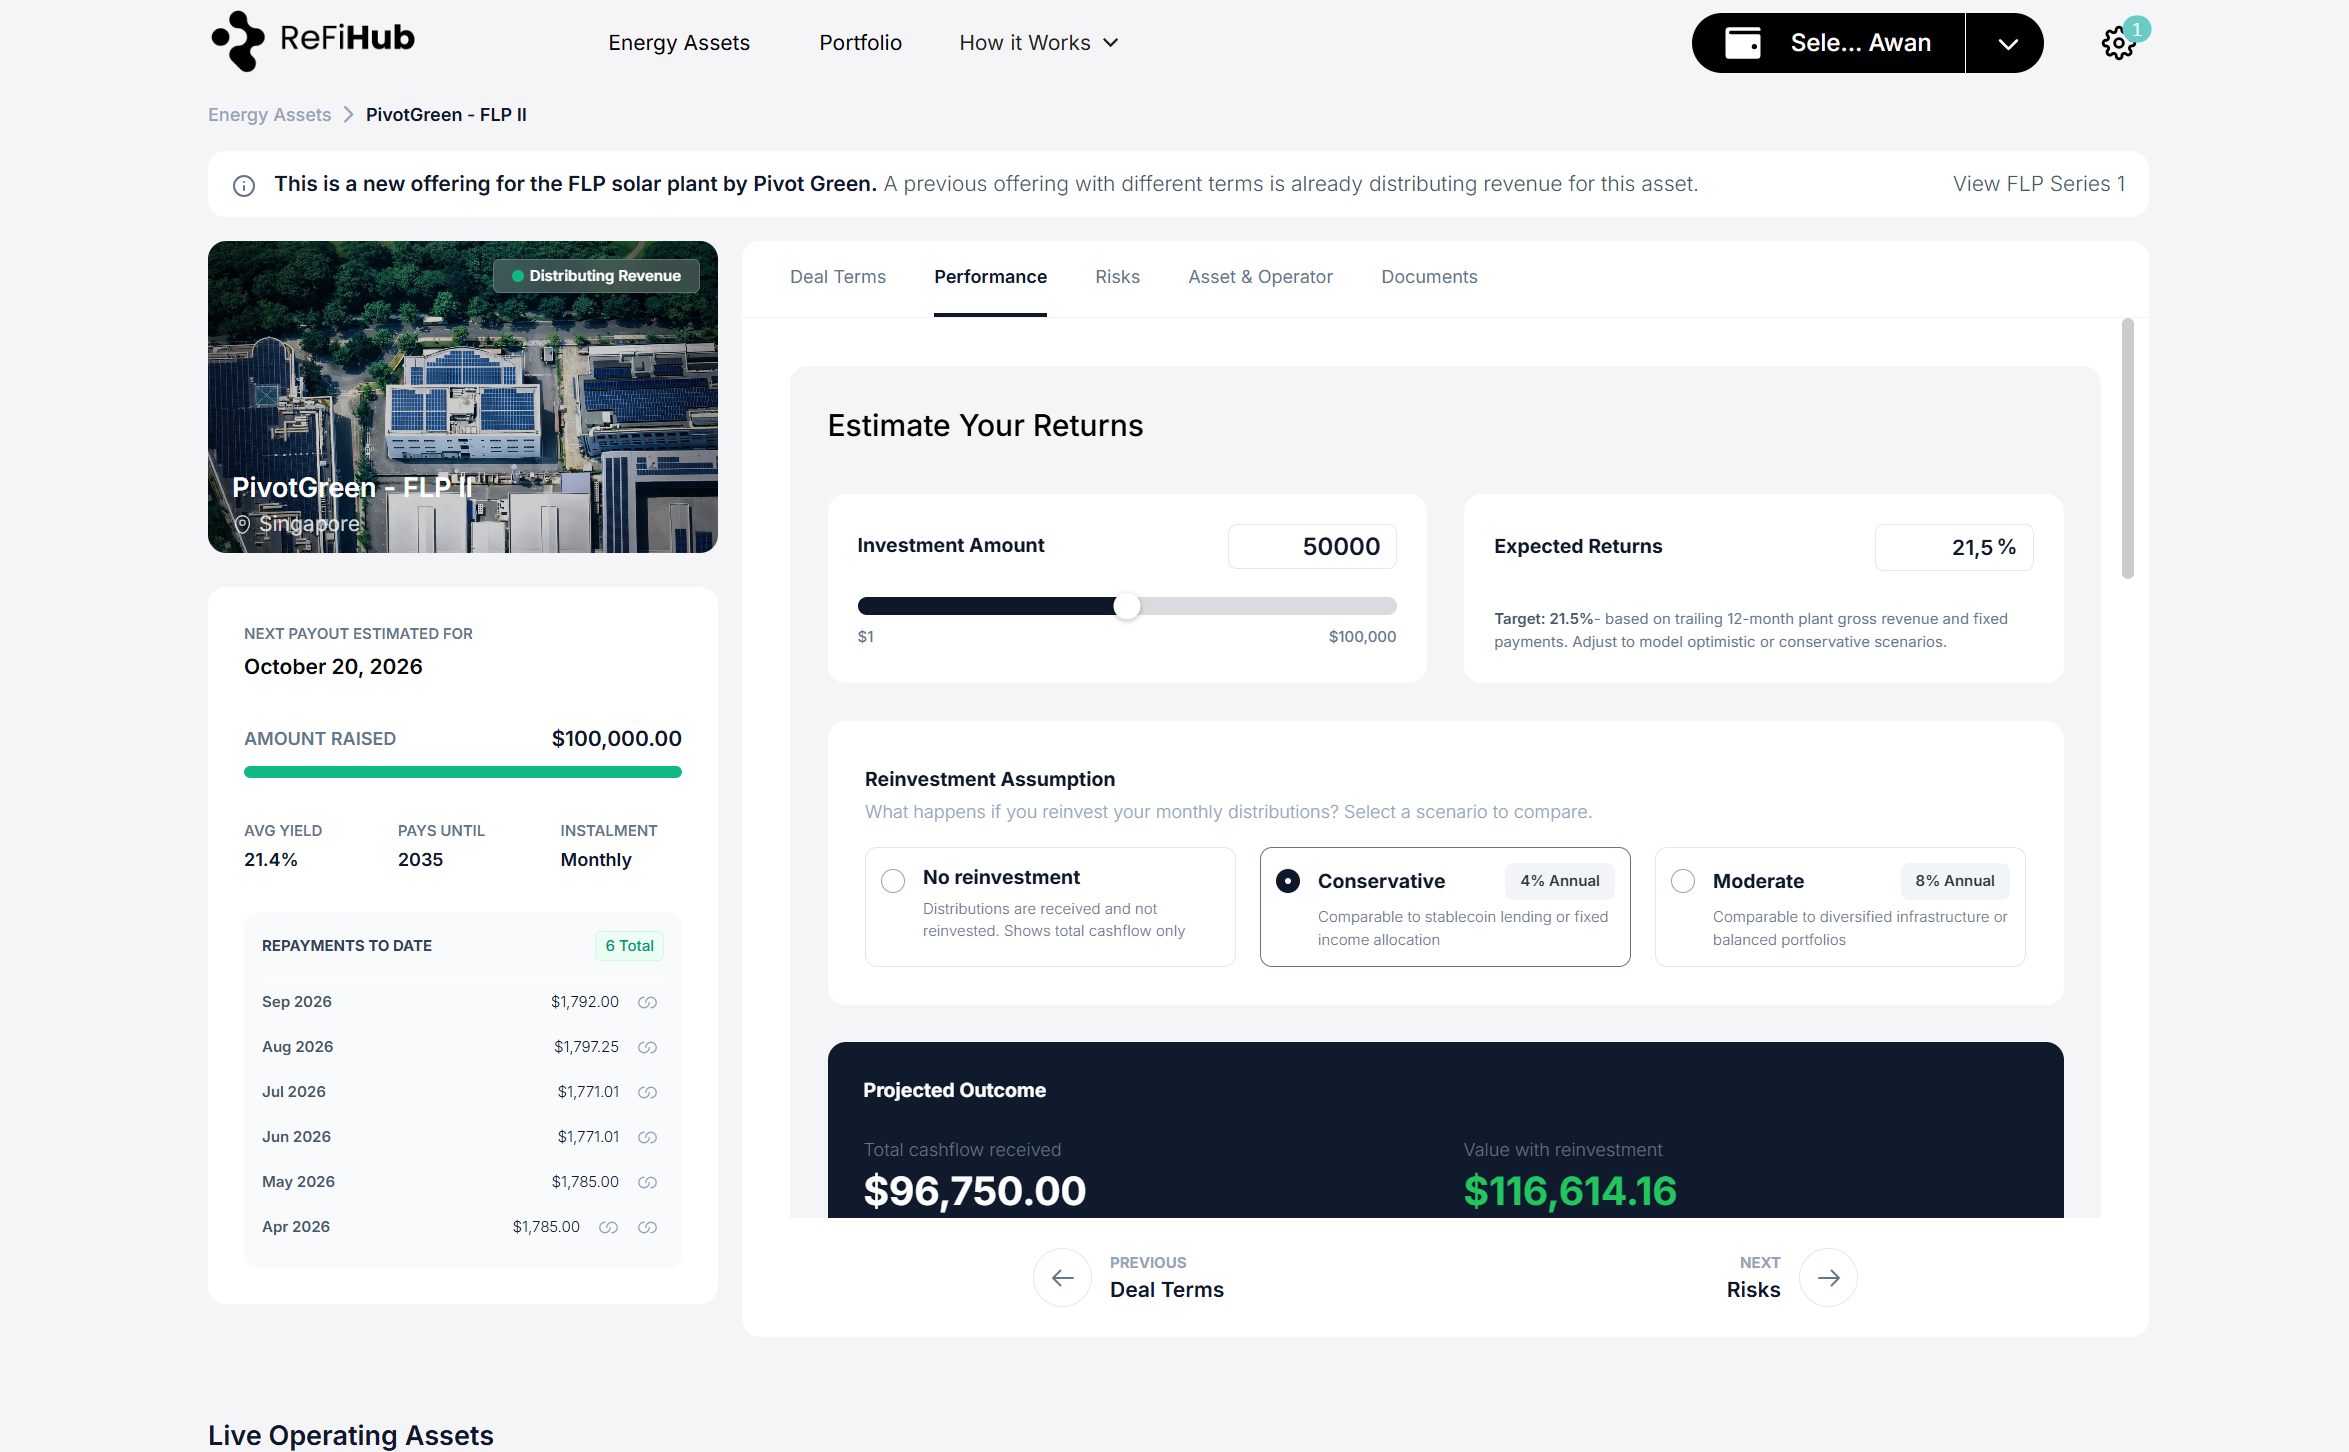 ReFiHub
Energy Assets
Portfolio
How it Works
Sele... Awan
1
Energy Assets
PivotGreen - FLP II
This is a new offering for the FLP solar plant by Pivot Green. A previous offering with different terms is already distributing revenue for this asset.
View FLP Series 1
Distributing Revenue
PivotGreen - FLP II
Singapore
NEXT PAYOUT ESTIMATED FOR
October 20, 2026
AMOUNT RAISED
$100,000.00
AVG YIELD
PAYS UNTIL
INSTALMENT
21.4%
2035
Monthly
REPAYMENTS TO DATE
6 Total
Sep 2026
$1,792.00
Aug 2026
$1,797.25
Jul 2026
$1,771.01
Jun 2026
$1,771.01
May 2026
$1,785.00
Apr 2026
$1,785.00
Deal Terms
Performance
Risks
Asset & Operator
Documents
Estimate Your Returns
Investment Amount
50000
$1
$100,000
Expected Returns
21,5 %
Target: 21.5%- based on trailing 12-month plant gross revenue and fixed
payments. Adjust to model optimistic or conservative scenarios.
Reinvestment Assumption
What happens if you reinvest your monthly distributions? Select a scenario to compare.
No reinvestment
Distributions are received and not
reinvested. Shows total cashflow only
Conservative
4% Annual
Comparable to stablecoin lending or fixed
income allocation
Moderate
8% Annual
Comparable to diversified infrastructure or
balanced portfolios
Projected Outcome
Total cashflow received
$96,750.00
Value with reinvestment
$116,614.16
PREVIOUS
Deal Terms
NEXT
Risks
Live Operating Assets